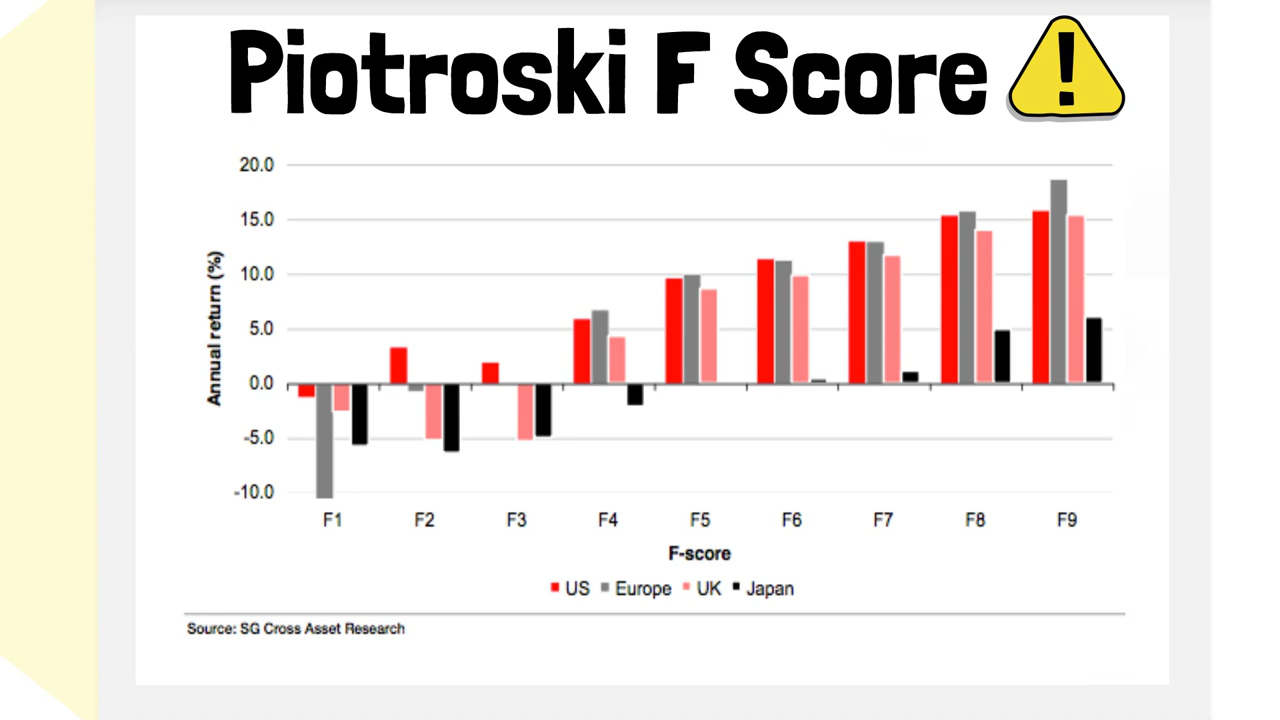 Piotroski F Score !
20.0
15.0
10.0
5.0
0.0
-5.0
-10.0
Annual return (%)
F1 F2 F3 F4 F5 F6 F7 F8 F9
F-score
US Europe UK Japan
Source: SG Cross Asset Research